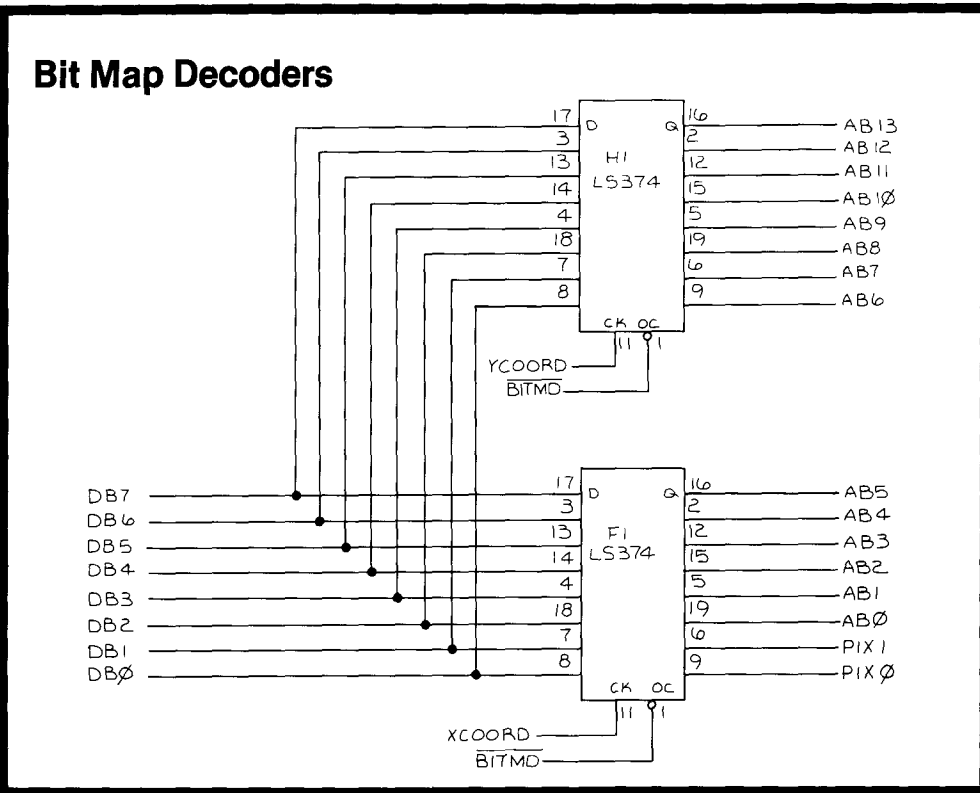 Bit Map Decoders
17 D Q 16 AB13
3 2 AB12
13 H1 12 AB11
14 LS374 15 AB1Ø
4 5 AB9
18 19 AB8
7 6 AB7
8 9 AB6
CK OC
11 1
YCOORD
BITMD
DB7 17 D Q 16 AB5
DB6 3 2 AB4
DB5 13 F1 12 AB3
DB4 14 LS374 15 AB2
DB3 4 5 AB1
DB2 18 19 ABØ
DB1 7 6 PIX1
DBØ 8 9 PIXØ
CK OC
11 1
XCOORD
BITMD